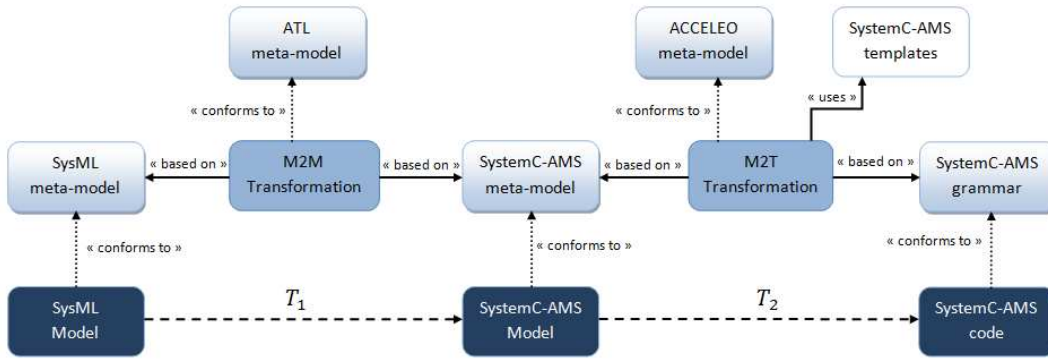 ATL
meta-model
ACCELEO
meta-model
SystemC-AMS
templates
« conforms to »
« conforms to »
« uses »
SysML
meta-model
« based on »
M2M
Transformation
« based on »
SystemC-AMS
meta-model
« based on »
M2T
Transformation
« based on »
SystemC-AMS
grammar
« conforms to »
« conforms to »
« conforms to »
SysML
Model
T₁
SystemC-AMS
Model
T₂
SystemC-AMS
code